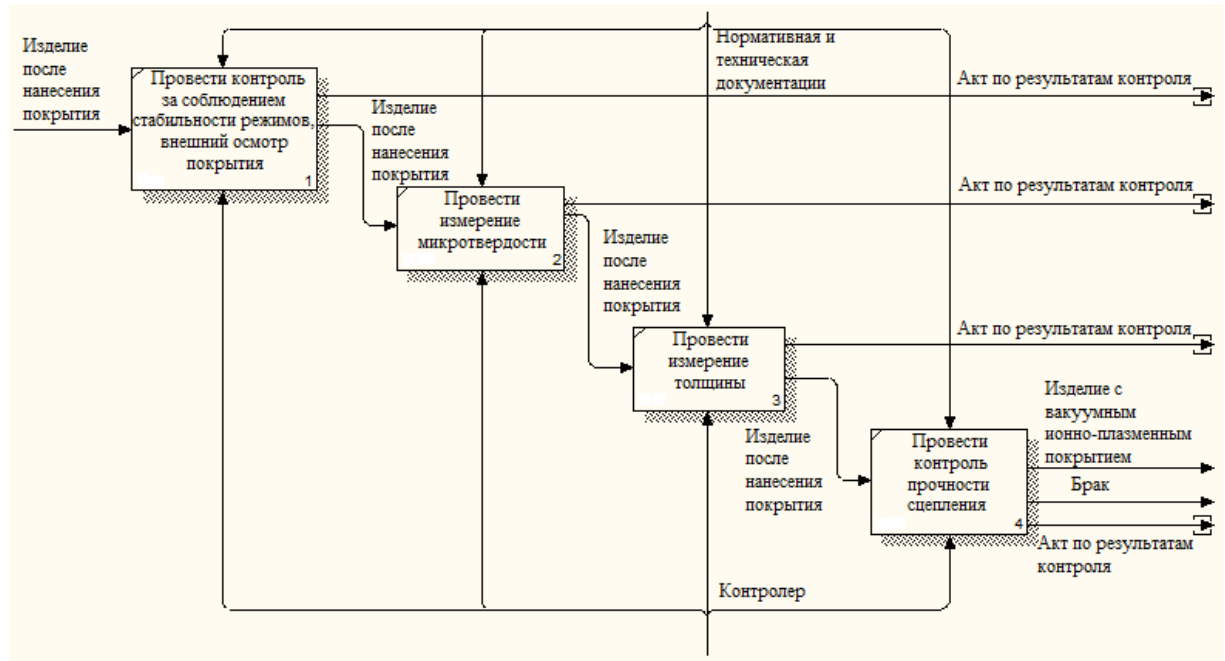 Изделие
после
нанесения
покрытия
Провести контроль
за соблюдением
стабильности режимов,
внешний осмотр
покрытия
1
Изделие
после
нанесения
покрытия
Нормативная и
техническая
документации
Акт по результатам контроля
Провести
измерение
микротвердости
2
Акт по результатам контроля
Изделие
после
нанесения
покрытия
Провести
измерение
толщины
3
Акт по результатам контроля
Изделие
после
нанесения
покрытия
Провести
контроль
прочности
сцепления
4
Изделие с
вакуумным
ионно-плазменным
покрытием
Брак
Акт по результатам
контроля
Контролер